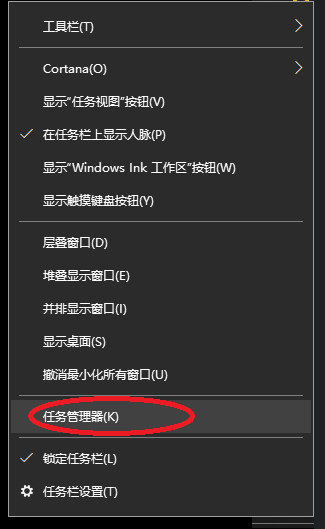 工具栏(T)
Cortana(O)
显示“任务视图”按钮(V)
在任务栏上显示人脉(P)
显示“Windows Ink 工作区”按钮(W)
显示触摸键盘按钮(Y)
层叠窗口(D)
堆叠显示窗口(E)
并排显示窗口(I)
显示桌面(S)
撤消最小化所有窗口(U)
任务管理器(K)
锁定任务栏(L)
任务栏设置(T)